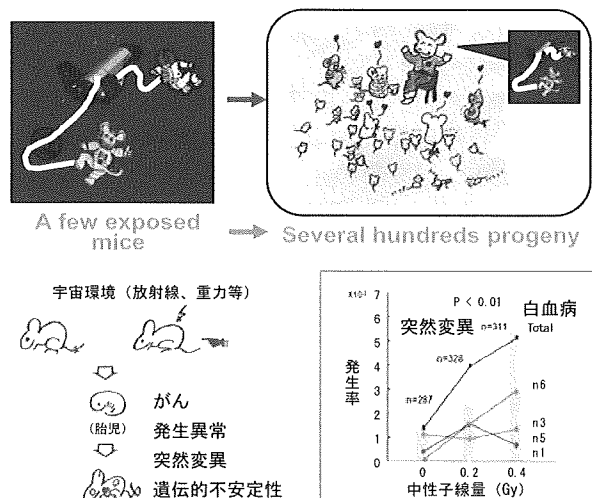 A few exposed
mice
Several hundreds progeny
宇宙環境（放射線、重力等）
(胎児)
がん
発生異常
突然変異
遺伝的不安定性
P < 0.01
白血病
突然変異
n=311
Total
n=328
n=287
n6
n3
n5
n1
発生率
7
6
5
4
3
2
1
0
0
0.2
0.4
中性子線量（Gy）